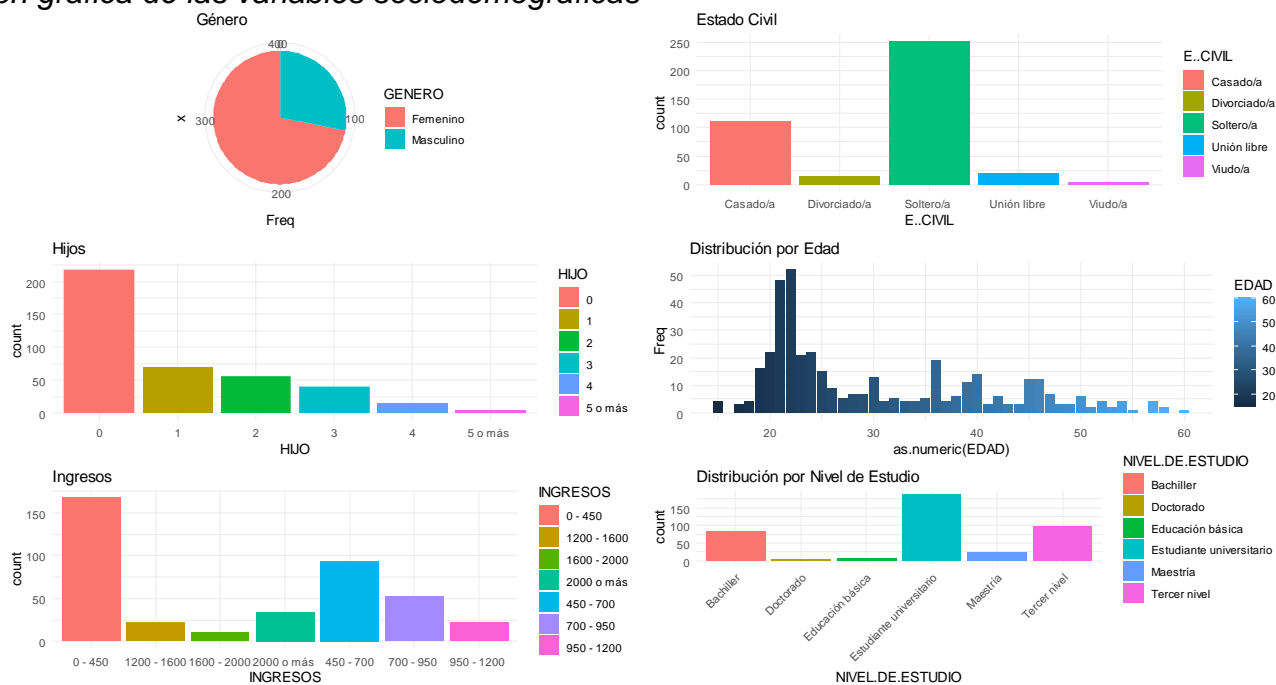 gráfica de las variables sociodemográficas
Género
400
0
x
300
100
200
Freq
GENERO
Femenino
Masculino
Estado Civil
count
250
200
150
100
50
0
Casado/a Divorciado/a Soltero/a Unión libre Viudo/a
E..CIVIL
E..CIVIL
Casado/a
Divorciado/a
Soltero/a
Unión libre
Viudo/a
Hijos
count
200
150
100
50
0
0 1 2 3 4 5 o más
HIJO
HIJO
0
1
2
3
4
5 o más
Distribución por Edad
Freq
50
40
30
20
10
0
20 30 40 50 60
as.numeric(EDAD)
EDAD
60
50
40
30
20
Ingresos
count
150
100
50
0
0 - 450 1200 - 1600 1600 - 2000 2000 o más 450 - 700 700 - 950 950 - 1200
INGRESOS
INGRESOS
0 - 450
1200 - 1600
1600 - 2000
2000 o más
450 - 700
700 - 950
950 - 1200
Distribución por Nivel de Estudio
count
150
100
50
0
Bachiller
Doctorado
Educación básica
Estudiante universitario
Maestría
Tercer nivel
NIVEL.DE.ESTUDIO
NIVEL.DE.ESTUDIO
Bachiller
Doctorado
Educación básica
Estudiante universitario
Maestría
Tercer nivel